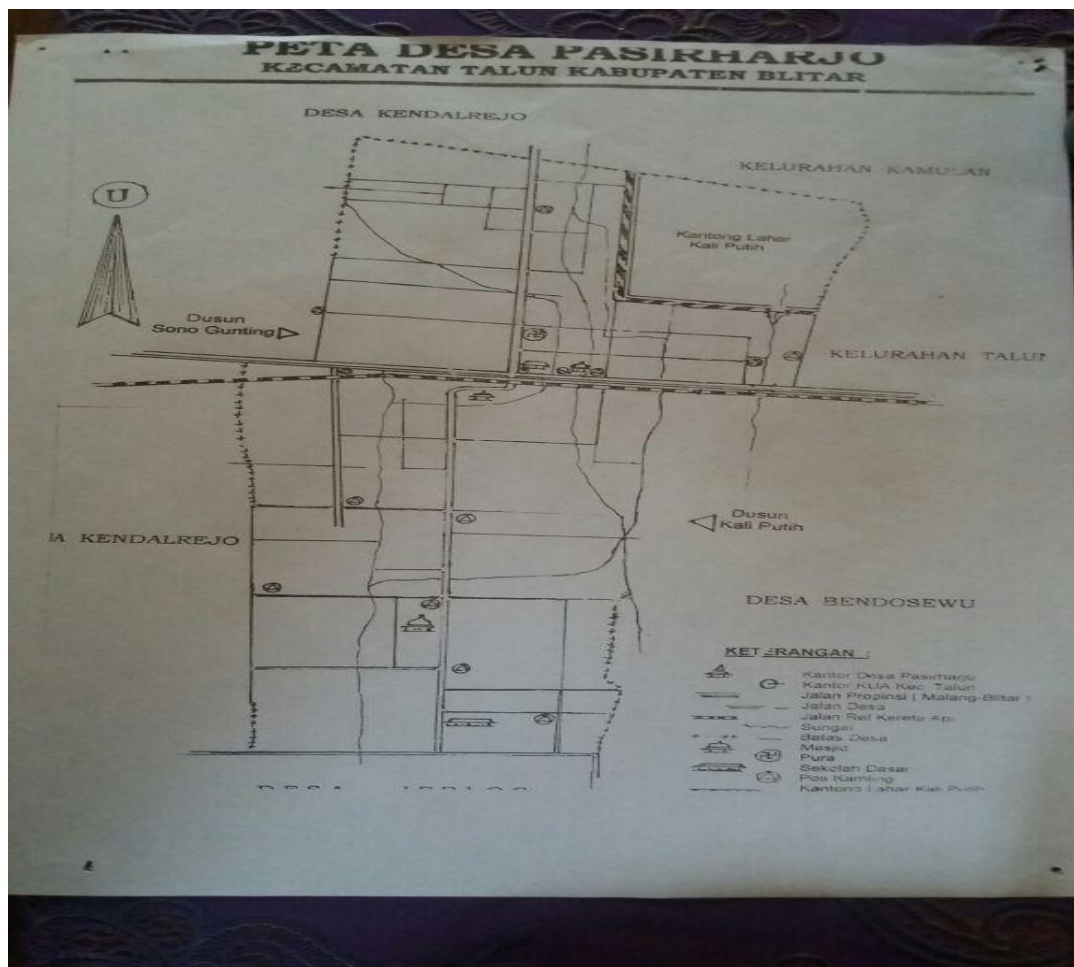 PETA DESA PASIRHARJO
KECAMATAN TALUN KABUPATEN BLITAR
DESA KENDALREJO
KELURAHAN KAMULAN
U
Kantong Lahar
Kali Putih
Dusun
Sono Gunting
KELURAHAN TALUN
Dusun
Kali Putih
A KENDALREJO
DESA BENDOSEWU
KETERANGAN :
Kantor Desa Pasirharjo
Kantor KUA Kec. Talun
Jalan Propinsi ( Malang-Blitar )
Jalan Desa
Jalan Rel Kereta Api
Sungai
Batas Desa
Masjid
Pura
Sekolah Dasar
Pos Kamling
Kantong Lahar Kali Putih
DESA